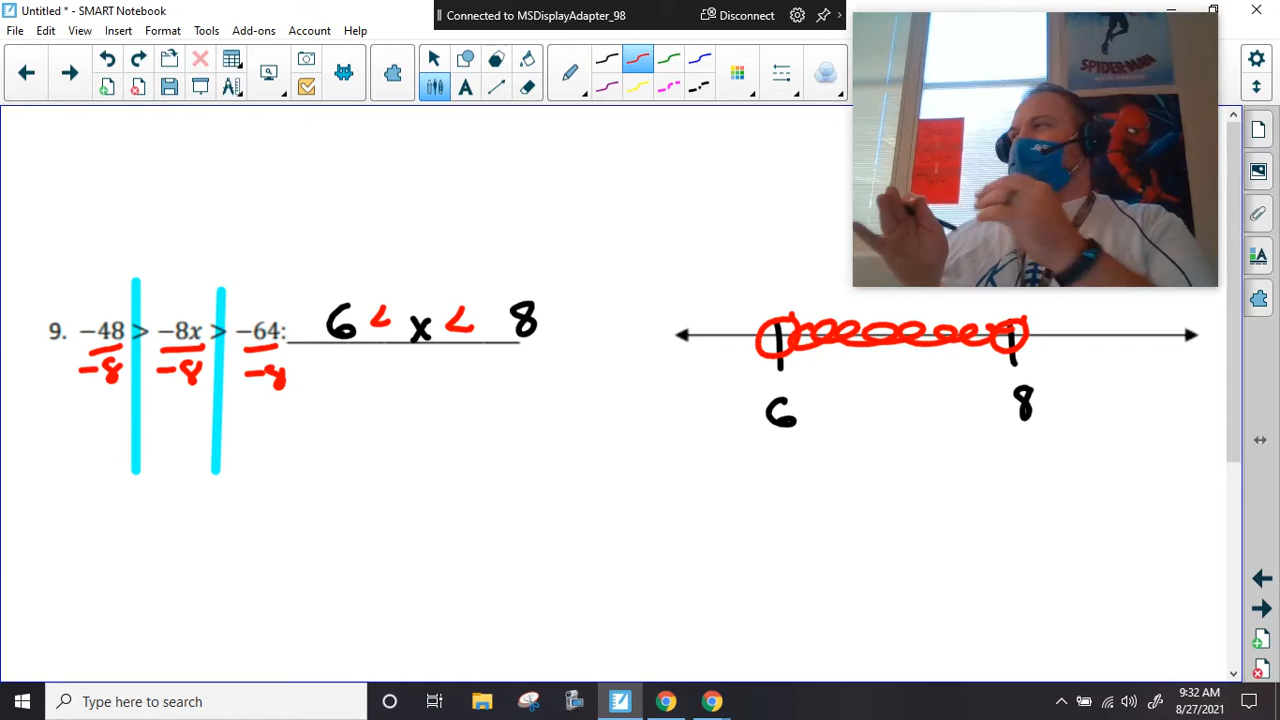 Untitled * - SMART Notebook
Connected to MSDisplayAdapter_98
Disconnect
File Edit View Insert Format Tools Add-ons Account Help
SPIDER-MAN
9. −48 > −8x > −64: 6 < x < 8
−8 −8 −8
6 8
Type here to search
9:32 AM
8/27/2021